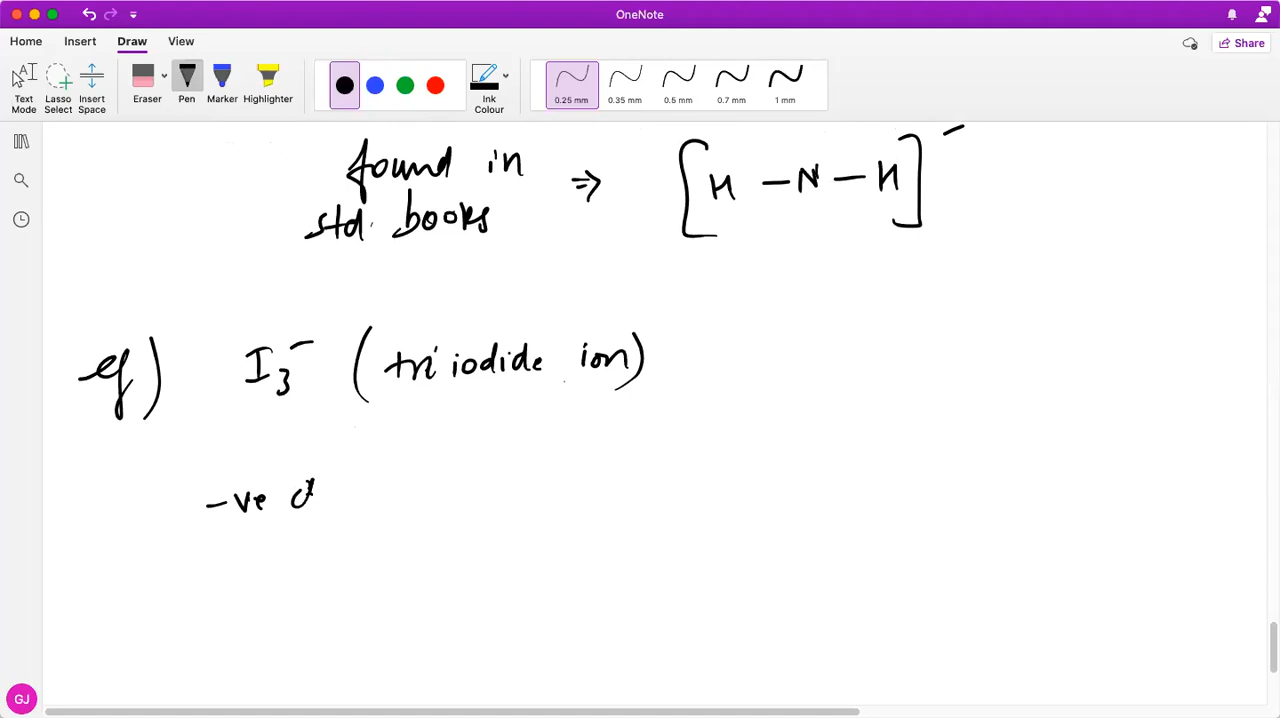 OneNote
Home Insert Draw View
Share
Text Mode
Lasso Select
Insert Space
Eraser
Pen
Marker
Highlighter
Ink Colour
0.25 mm 0.35 mm 0.5 mm 0.7 mm 1 mm
found in ⇒ [H – N – H]⁻
std. books
eg) I₃⁻ (tri iodide ion)
-ve
GJ